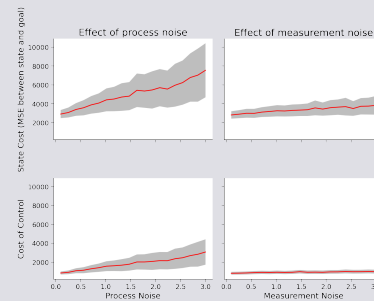 Effect of process noise
Effect of measurement noise
State Cost (MSE between state and goal)
10000
8000
6000
4000
2000
Cost of Control
10000
8000
6000
4000
2000
0.0 0.5 1.0 1.5 2.0 2.5 3.0
0.0 0.5 1.0 1.5 2.0 2.5
Process Noise
Measurement Noise